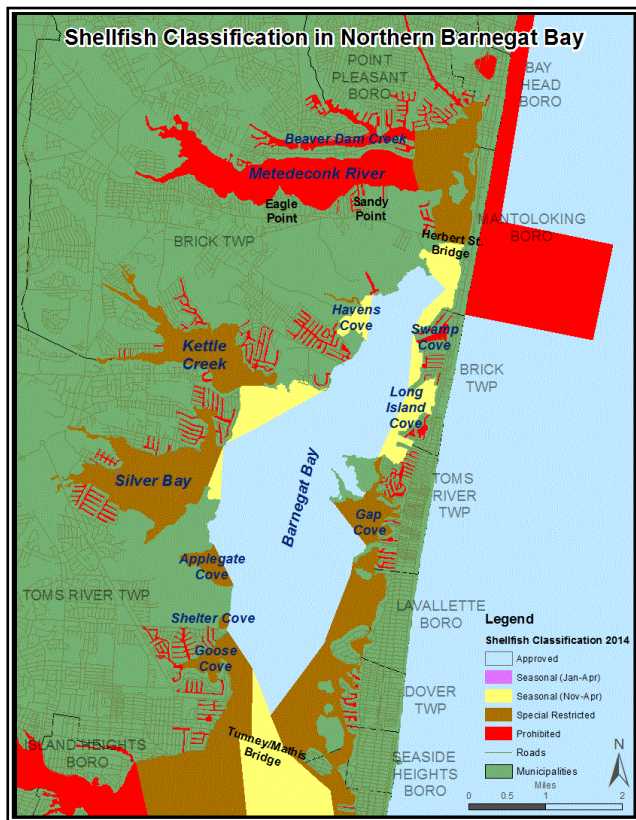 Shellfish Classification in Northern Barnegat Bay
POINT
PLEASANT
BORO
BAY
HEAD
BORO
Beaver Dam Creek
Metedeconk River
Eagle
Point
Sandy
Point
MANTOLOKING
BORO
BRICK TWP
Herbert St.
Bridge
Havens
Cove
Swamp
Cove
Kettle
Creek
BRICK
TWP
Long
Island
Cove
Barnegat Bay
Silver Bay
TOMS
RIVER
TWP
Gap
Cove
Applegate
Cove
TOMS RIVER TWP
LAVALLETTE
BORO
Shelter Cove
Goose
Cove
DOVER
TWP
Tunney/Mathis
Bridge
ISLAND HEIGHTS
BORO
SEASIDE
HEIGHTS
BORO
Legend
Shellfish Classification 2014
Approved
Seasonal (Jan-Apr)
Seasonal (Nov-Apr)
Special Restricted
Prohibited
Roads
Municipalities
N
Miles
0 0.5 1 2